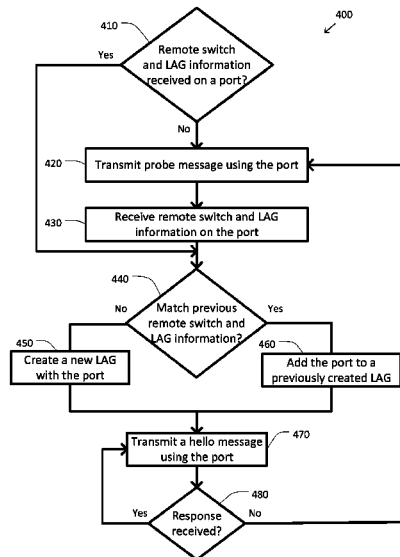 400
410
Remote switch
and LAG information
received on a port?
Yes
No
420
Transmit probe message using the port
430
Receive remote switch and LAG
information on the port
440
No
Match previous
remote switch and
LAG information?
Yes
450
Create a new LAG
with the port
460
Add the port to a
previously created LAG
Transmit a hello message
using the port
470
480
Yes
Response
received?
No